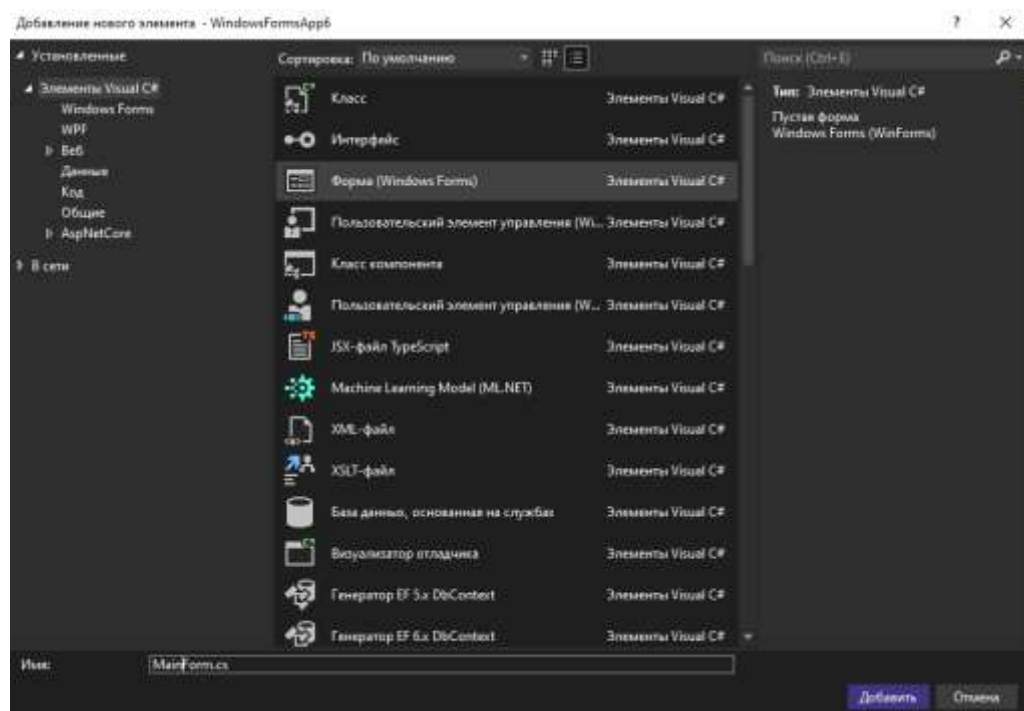 Добавление нового элемента - WindowsFormsApp6
? ×
Установленные
Сортировка: По умолчанию
Поиск (Ctrl+E)
Элементы Visual C#
Windows Forms
WPF
Веб
Данные
Код
Общие
AspNetCore
В сети
Класс Элементы Visual C#
Интерфейс Элементы Visual C#
Форма (Windows Forms) Элементы Visual C#
Пользовательский элемент управления (Wi... Элементы Visual C#
Класс компонента Элементы Visual C#
Пользовательский элемент управления (W... Элементы Visual C#
JSX-файл TypeScript Элементы Visual C#
Machine Learning Model (ML.NET) Элементы Visual C#
XML-файл Элементы Visual C#
XSLT-файл Элементы Visual C#
База данных, основанная на службах Элементы Visual C#
Визуализатор отладчика Элементы Visual C#
Генератор EF 5.x DbContext Элементы Visual C#
Генератор EF 6.x DbContext Элементы Visual C#
Тип: Элементы Visual C#
Пустая форма
Windows Forms (WinForms)
Имя: MainForm.cs
Добавить Отмена